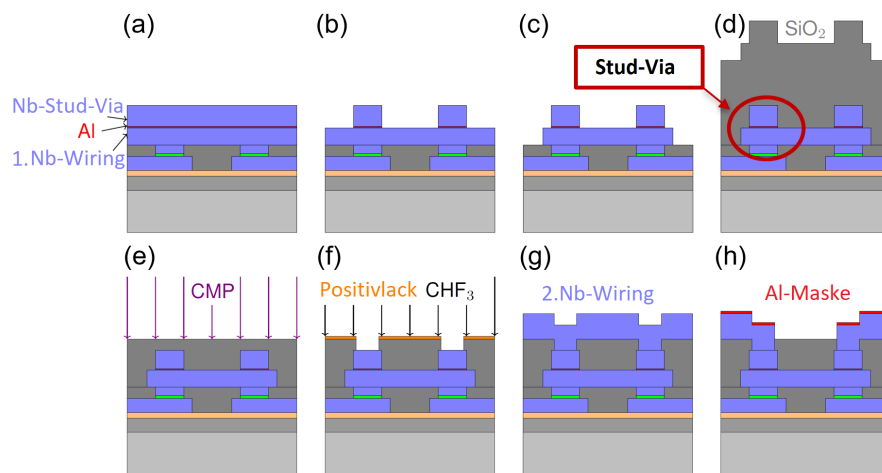 (a)
(b)
(c)
(d)
SiO₂
Stud-Via
Nb-Stud-Via
Al
1.Nb-Wiring
(e)
(f)
(g)
(h)
CMP
Positivlack
CHF₃
2.Nb-Wiring
Al-Maske